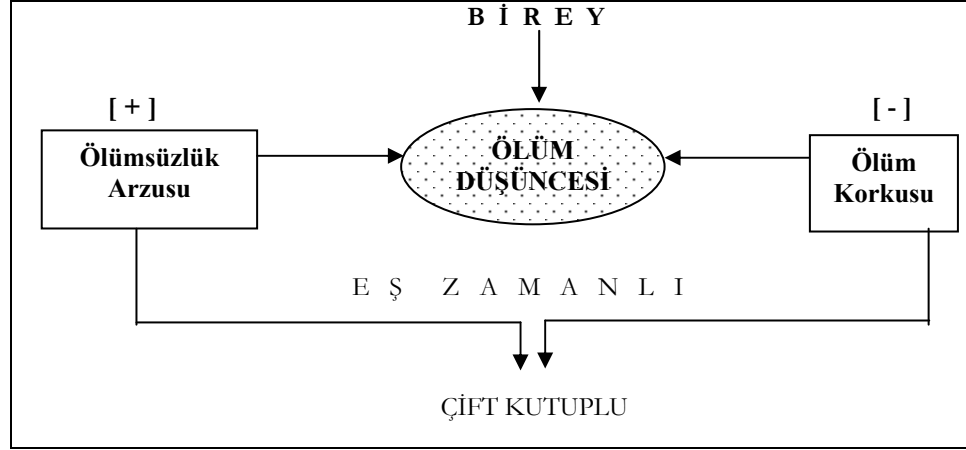 B İ R E Y
[ + ]
[ - ]
Ölümsüzlük
Arzusu
ÖLÜM
DÜŞÜNCESİ
Ölüm
Korkusu
E Ş Z A M A N L I
ÇİFT KUTUPLU